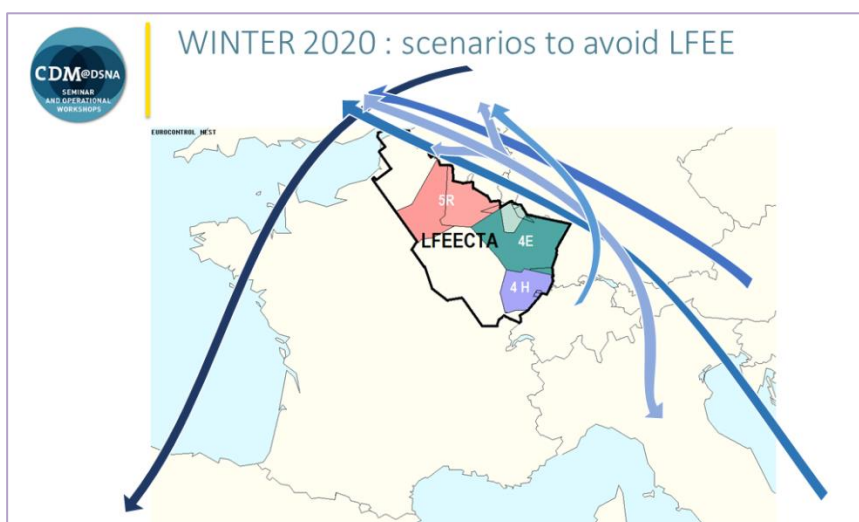 WINTER 2020 : scenarios to avoid LFEE
CDM@DSNA
SEMINAR
AND OPERATIONAL
WORKSHOPS
EUROCONTROL NEST
5R
LFEECTA
4E
4 H